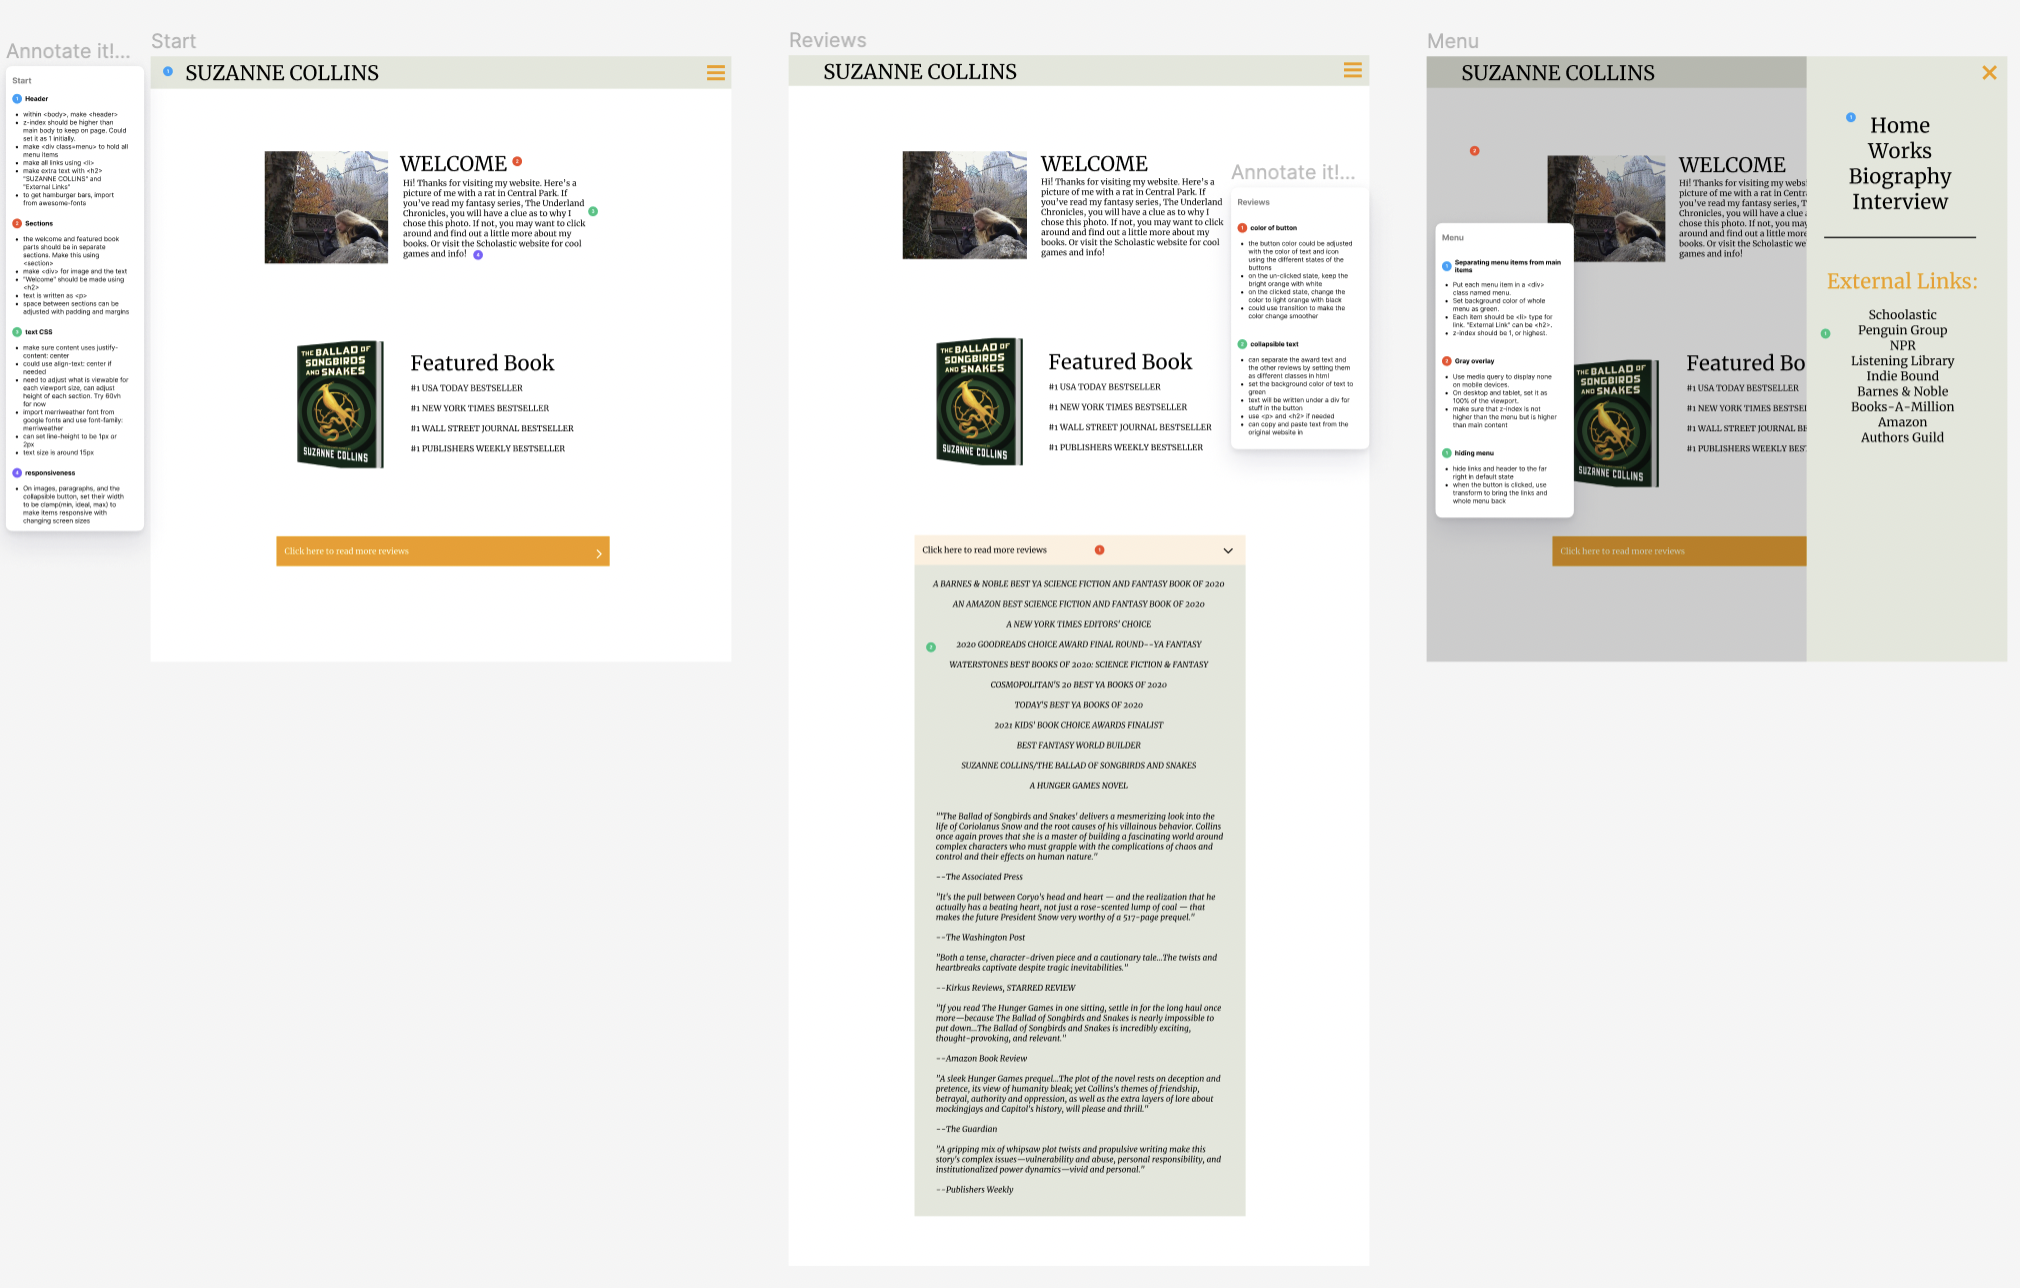 Annotate it!...
Start
1 Header
• within <body>, make <header>
• z-index should be higher than
main body to keep on page. Could
set it as 1 initially.
• make <div class=menu> to hold all
menu items
• make all links using <li>
• make extra text with <h2>
"SUZANNE COLLINS" and
"External Links"
• to get hamburger bars, import
from awesome-fonts
2 Sections
• the welcome and featured book
parts should be in separate
sections. Make this using
<section>
• make <div> for image and the text
• "Welcome" should be made using
<h2>
• text is written as <p>
• space between sections can be
adjusted with padding and margins
3 text CSS
• make sure content uses justify-
content: center
• could use align-text: center if
needed
• need to adjust what is viewable for
each viewport size, can adjust
height of each section. Try 60vh
for now
• import merriweather font from
google fonts and use font-family:
merriweather
• can set line-height to be 1px or
2px
• text size is around 15px
4 responsiveness
• On images, paragraphs, and the
collapsible button, set their width
to be clamp(min, ideal, max) to
make items responsive with
changing screen sizes
Start
1 SUZANNE COLLINS
WELCOME 2
Hi! Thanks for visiting my website. Here's a
picture of me with a rat in Central Park. If
you've read my fantasy series, The Underland
Chronicles, you will have a clue as to why I 3
chose this photo. If not, you may want to click
around and find out a little more about my
books. Or visit the Scholastic website for cool
games and info! 4
THE BALLAD OF
SONGBIRDS
AND SNAKES
SUZANNE COLLINS
Featured Book
#1 USA TODAY BESTSELLER
#1 NEW YORK TIMES BESTSELLER
#1 WALL STREET JOURNAL BESTSELLER
#1 PUBLISHERS WEEKLY BESTSELLER
Click here to read more reviews
Reviews
SUZANNE COLLINS
WELCOME
Hi! Thanks for visiting my website. Here's a
picture of me with a rat in Central Park. If
you've read my fantasy series, The Underland
Chronicles, you will have a clue as to why I
chose this photo. If not, you may want to click
around and find out a little more about my
books. Or visit the Scholastic website for cool
games and info!
THE BALLAD OF
SONGBIRDS
AND SNAKES
SUZANNE COLLINS
Featured Book
#1 USA TODAY BESTSELLER
#1 NEW YORK TIMES BESTSELLER
#1 WALL STREET JOURNAL BESTSELLER
#1 PUBLISHERS WEEKLY BESTSELLER
Annotate it!...
Reviews
1 color of button
• the button color could be adjusted
with the color of text and icon
using the different states of the
buttons
• on the un-clicked state, keep the
bright orange with white
• on the clicked state, change the
color to light orange with black
• could use transition to make the
color change smoother
2 collapsible text
• can separate the award text and
the other reviews by setting them
as different classes in html
• set the background color of text to
green
• text will be written under a div for
stuff in the button
• use <p> and <h2> if needed
• can copy and paste text from the
original website in
Click here to read more reviews 1
A BARNES & NOBLE BEST YA SCIENCE FICTION AND FANTASY BOOK OF 2020
AN AMAZON BEST SCIENCE FICTION AND FANTASY BOOK OF 2020
A NEW YORK TIMES EDITORS' CHOICE
2 2020 GOODREADS CHOICE AWARD FINAL ROUND--YA FANTASY
WATERSTONES BEST BOOKS OF 2020: SCIENCE FICTION & FANTASY
COSMOPOLITAN'S 20 BEST YA BOOKS OF 2020
TODAY'S BEST YA BOOKS OF 2020
2021 KIDS' BOOK CHOICE AWARDS FINALIST
BEST FANTASY WORLD BUILDER
SUZANNE COLLINS/THE BALLAD OF SONGBIRDS AND SNAKES
A HUNGER GAMES NOVEL
"'The Ballad of Songbirds and Snakes' delivers a mesmerizing look into the
life of Coriolanus Snow and the root causes of his villainous behavior. Collins
once again proves that she is a master of building a fascinating world around
complex characters who must grapple with the complications of chaos and
control and their effects on human nature."
--The Associated Press
"It's the pull between Coryo's head and heart — and the realization that he
actually has a beating heart, not just a rose-scented lump of coal — that
makes the future President Snow very worthy of a 517-page prequel."
--The Washington Post
"Both a tense, character-driven piece and a cautionary tale...The twists and
heartbreaks captivate despite tragic inevitabilities."
--Kirkus Reviews, STARRED REVIEW
"If you read The Hunger Games in one sitting, settle in for the long haul once
more—because The Ballad of Songbirds and Snakes is nearly impossible to
put down...The Ballad of Songbirds and Snakes is incredibly exciting,
thought-provoking, and relevant."
--Amazon Book Review
"A sleek Hunger Games prequel...The plot of the novel rests on deception and
pretence, its view of humanity bleak; yet Collins's themes of friendship,
betrayal, authority and oppression, as well as the extra layers of lore about
mockingjays and Capitol's history, will please and thrill."
--The Guardian
"A gripping mix of whipsaw plot twists and propulsive writing make this
story's complex issues—vulnerability and abuse, personal responsibility, and
institutionalized power dynamics—vivid and personal."
--Publishers Weekly
Menu
SUZANNE COLLINS
2
WELCOME
Hi! Thanks for visiting my webs
picture of me with a rat in Centr
you've read my fantasy series, T
Chronicles, you will have a clue a
chose this photo. If not, you may
around and find out a little more
books. Or visit the Scholastic we
games and info!
Menu
1 Separating menu items from main
items
• Put each menu item in a <div>
class named menu.
• Set background color of whole
menu as green.
• Each item should be <li> type for
link. "External Link" can be <h2>.
• z-index should be 1, or highest.
2 Gray overlay
• Use media query to display none
on mobile devices.
• On desktop and tablet, set it as
100% of the viewport.
• make sure that z-index is not
higher than the menu but is higher
than main content
3 hiding menu
• hide links and header to the far
right in default state
• when the button is clicked, use
transform to bring the links and
whole menu back
THE BALLAD OF
SONGBIRDS
AND SNAKES
SUZANNE COLLINS
Featured Bo
#1 USA TODAY BESTSELLER
#1 NEW YORK TIMES BESTSE
#1 WALL STREET JOURNAL BE
#1 PUBLISHERS WEEKLY BES
Click here to read more reviews
1 Home
Works
Biography
Interview
External Links:
Schoolastic
3 Penguin Group
NPR
Listening Library
Indie Bound
Barnes & Noble
Books-A-Million
Amazon
Authors Guild